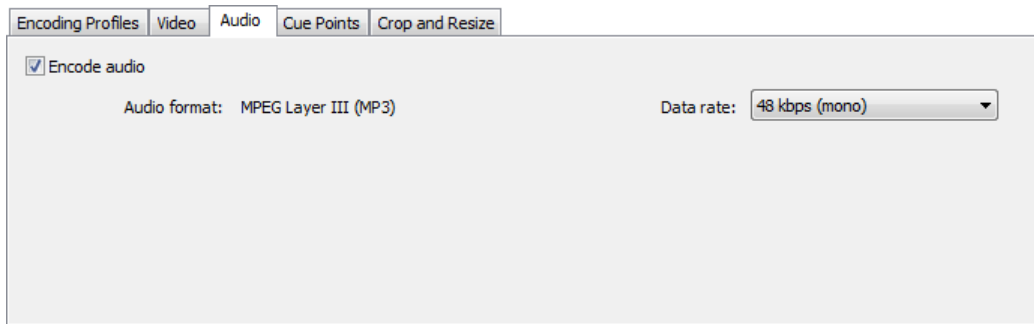 Encoding Profiles Video Audio Cue Points Crop and Resize
Encode audio
Audio format: MPEG Layer III (MP3) Data rate: 48 kbps (mono)